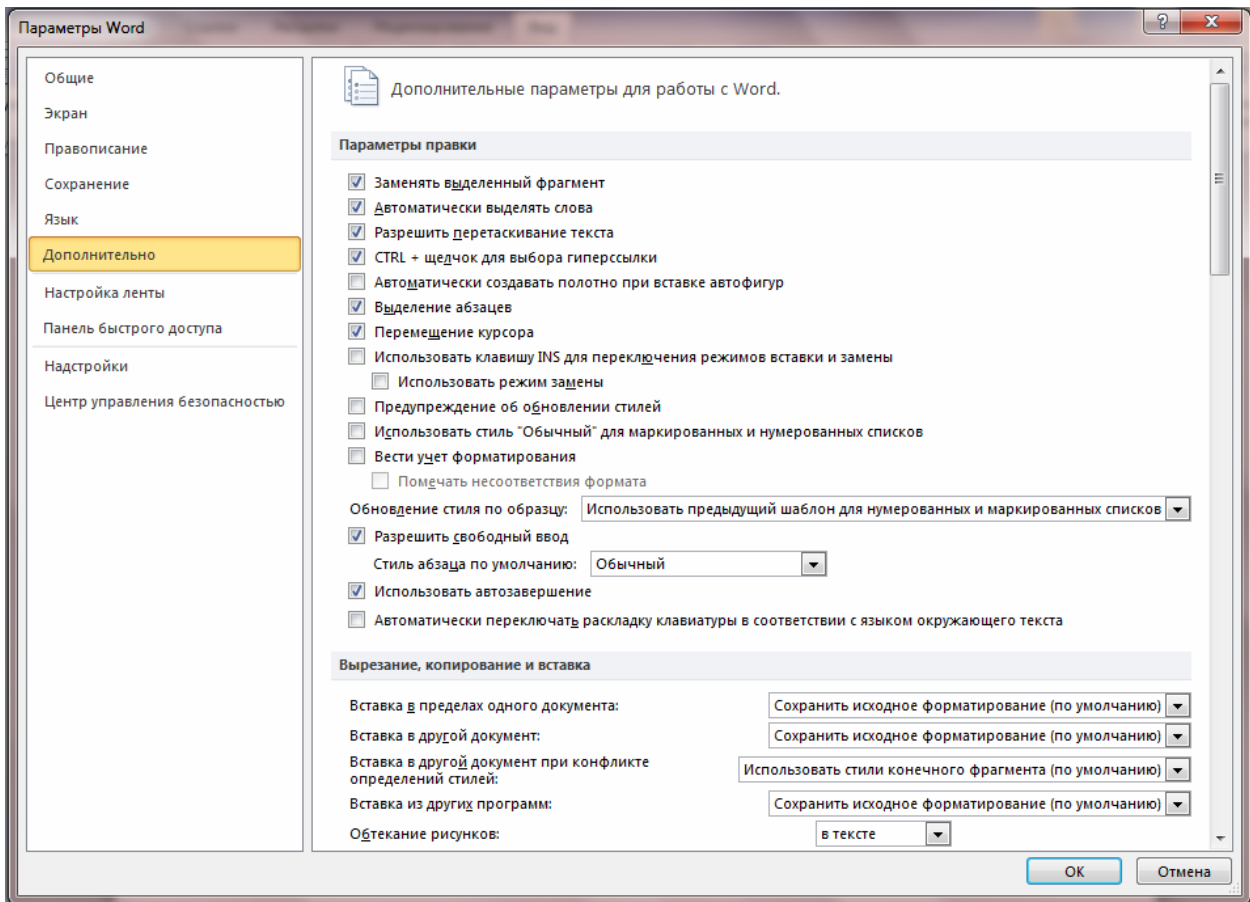 Параметры Word
Общие
Экран
Правописание
Сохранение
Язык
Дополнительно
Настройка ленты
Панель быстрого доступа
Надстройки
Центр управления безопасностью
Дополнительные параметры для работы с Word.
Параметры правки
Заменять выделенный фрагмент
Автоматически выделять слова
Разрешить перетаскивание текста
CTRL + щелчок для выбора гиперссылки
Автоматически создавать полотно при вставке автофигур
Выделение абзацев
Перемещение курсора
Использовать клавишу INS для переключения режимов вставки и замены
Использовать режим замены
Предупреждение об обновлении стилей
Использовать стиль "Обычный" для маркированных и нумерованных списков
Вести учет форматирования
Помечать несоответствия формата
Обновление стиля по образцу: Использовать предыдущий шаблон для нумерованных и маркированных списков
Разрешить свободный ввод
Стиль абзаца по умолчанию: Обычный
Использовать автозавершение
Автоматически переключать раскладку клавиатуры в соответствии с языком окружающего текста
Вырезание, копирование и вставка
Вставка в пределах одного документа: Сохранить исходное форматирование (по умолчанию)
Вставка в другой документ: Сохранить исходное форматирование (по умолчанию)
Вставка в другой документ при конфликте
определений стилей: Использовать стили конечного фрагмента (по умолчанию)
Вставка из других программ: Сохранить исходное форматирование (по умолчанию)
Обтекание рисунков: в тексте
ОК Отмена